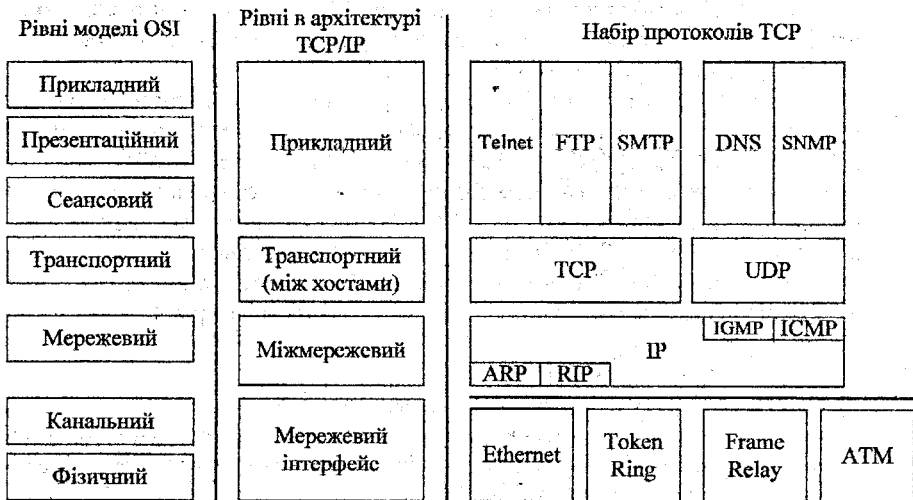 Рівні моделі OSI
Прикладний
Презентаційний
Сеансовий
Транспортний
Мережевий
Канальний
Фізичний
Рівні в архітектурі
TCP/IP
Прикладний
Транспортний
(між хостами)
Міжмережевий
Мережевий
інтерфейс
Набір протоколів TCP
Telnet FTP SMTP DNS SNMP
TCP UDP
IGMP ICMP
IP
ARP RIP
Ethernet
Token
Ring
Frame
Relay
ATM